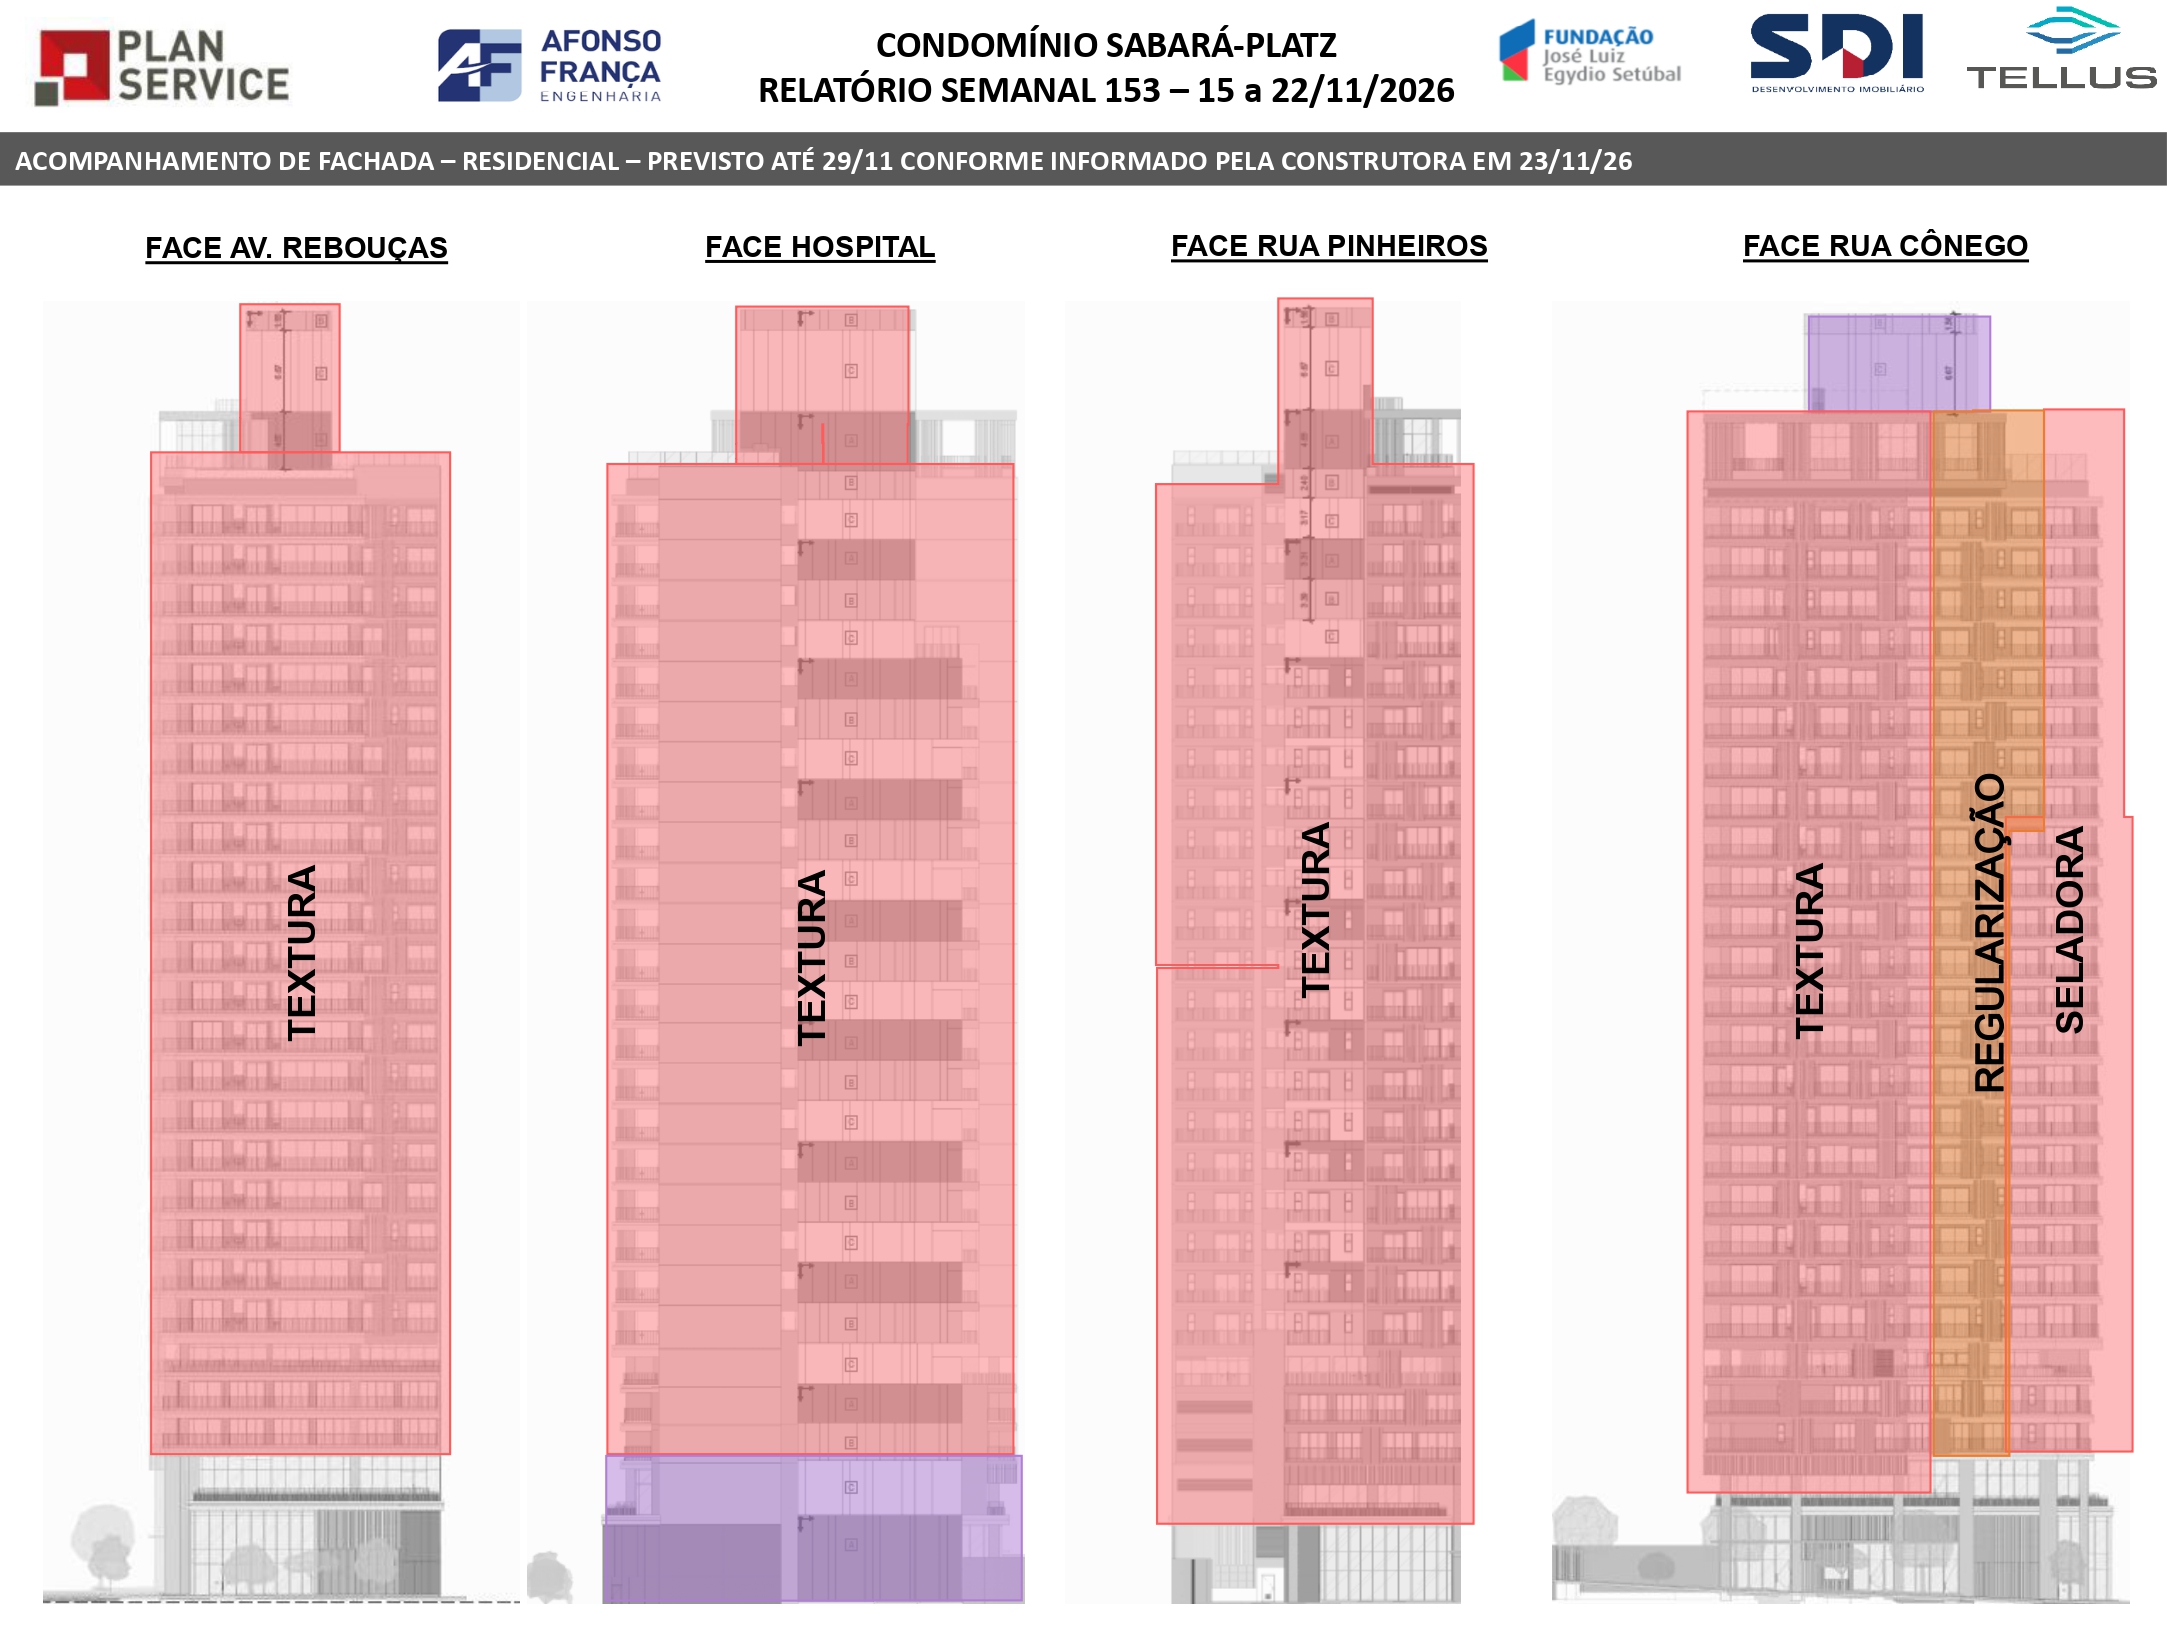 PLAN
SERVICE
AFONSO
FRANÇA
ENGENHARIA
CONDOMÍNIO SABARÁ-PLATZ
RELATÓRIO SEMANAL 153 – 15 a 22/11/2026
FUNDAÇÃO
José Luiz
Egydio Setúbal
SDI
DESENVOLVIMENTO IMOBILIÁRIO
TELLUS
ACOMPANHAMENTO DE FACHADA – RESIDENCIAL – PREVISTO ATÉ 29/11 CONFORME INFORMADO PELA CONSTRUTORA EM 23/11/26
FACE AV. REBOUÇAS
FACE HOSPITAL
FACE RUA PINHEIROS
FACE RUA CÔNEGO
TEXTURA
TEXTURA
TEXTURA
TEXTURA
REGULARIZAÇÃO
SELADORA